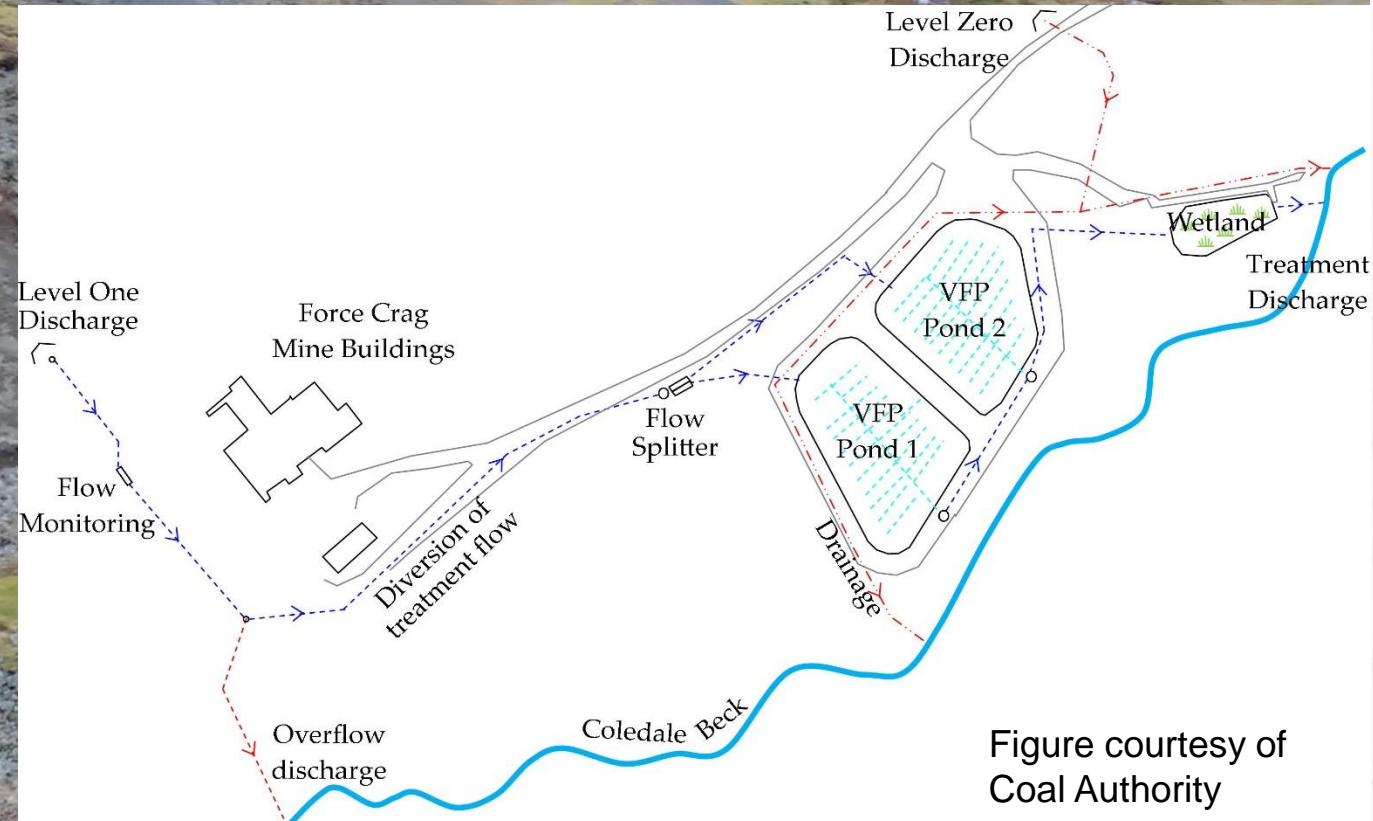 Level Zero
Discharge
Wetland
Treatment
Discharge
VFP
Pond 2
Level One
Discharge
Force Crag
Mine Buildings
Flow
Splitter
VFP
Pond 1
Flow
Monitoring
Diversion of
treatment flow
Drainage
Overflow
discharge
Coledale Beck
Figure courtesy of
Coal Authority